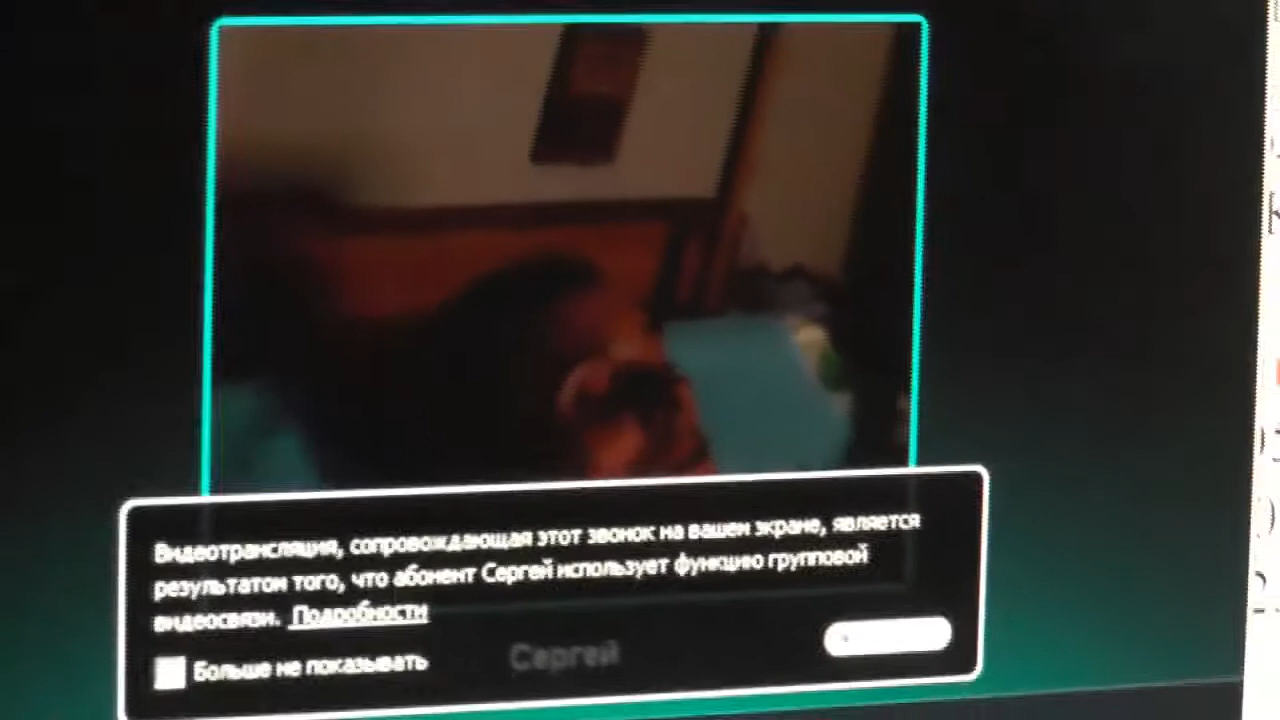 Видеотрансляция, сопровождающая этот звонок на вашем экране, является
результатом того, что абонент Сергей использует функцию групповой
видеосвязи. Подробности
Больше не показывать
Сергей